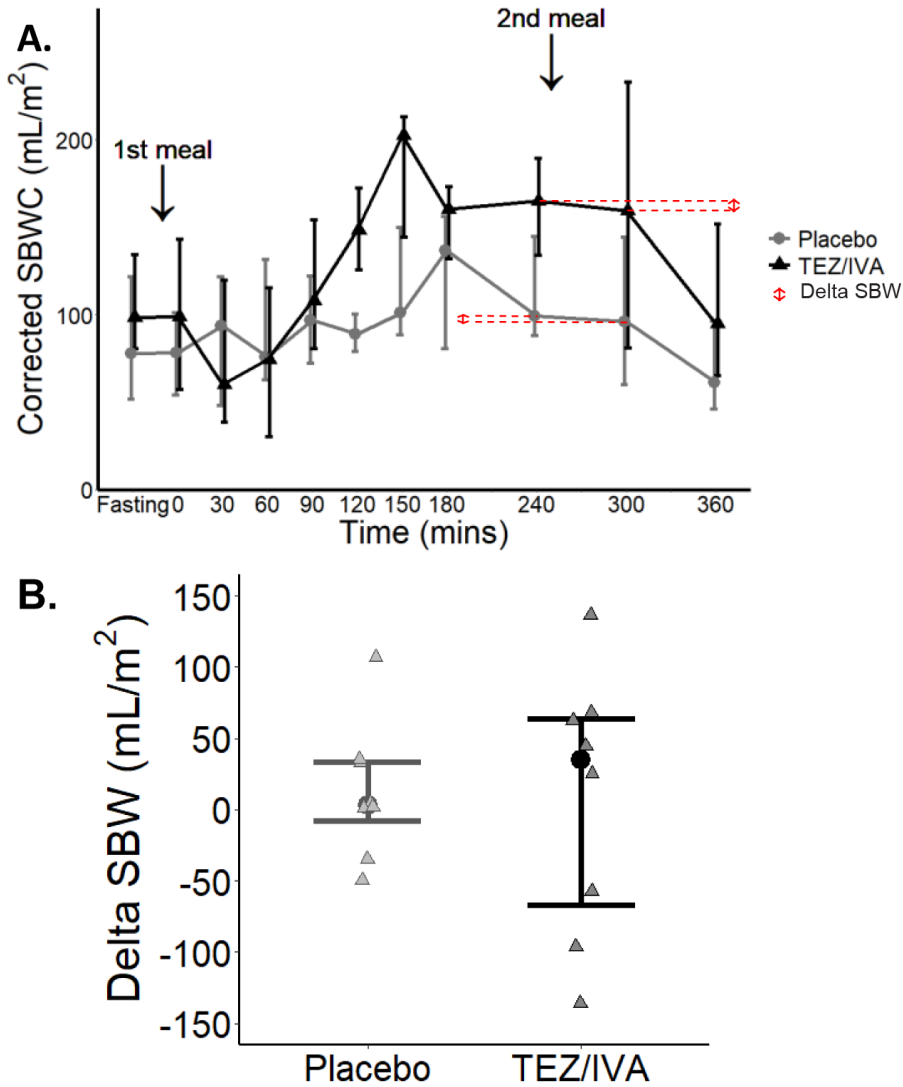 A.
2nd meal
1st meal
Corrected SBWC (mL/m²)
200
100
0
Fasting 0 30 60 90 120 150 180 240 300 360
Time (mins)
Placebo
TEZ/IVA
Delta SBW
B.
Delta SBW (mL/m²)
150
100
50
0
-50
-100
-150
Placebo TEZ/IVA